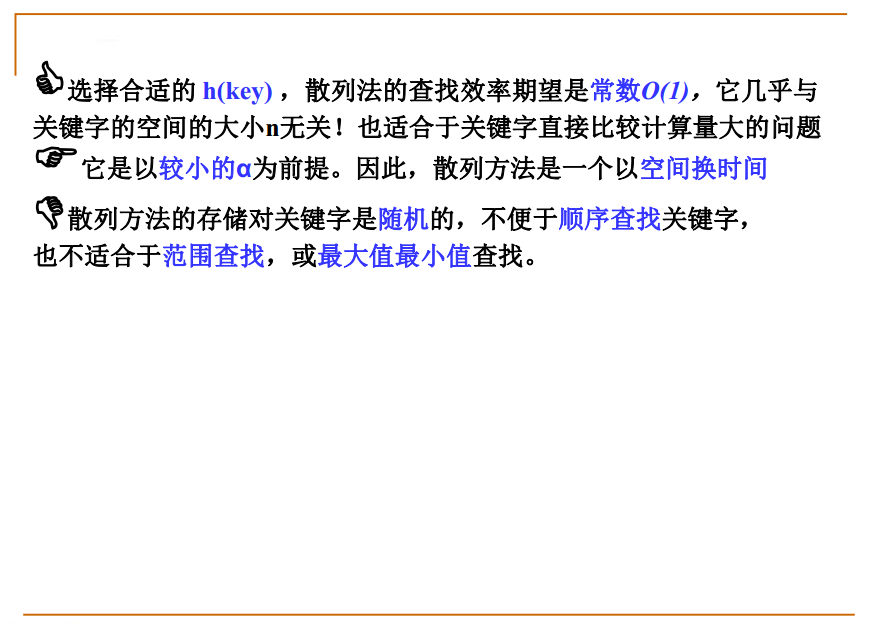 选择合适的 h(key) ，散列法的查找效率期望是常数O(1)，它几乎与
关键字的空间的大小n无关！也适合于关键字直接比较计算量大的问题
它是以较小的α为前提。因此，散列方法是一个以空间换时间
散列方法的存储对关键字是随机的，不便于顺序查找关键字，
也不适合于范围查找，或最大值最小值查找。